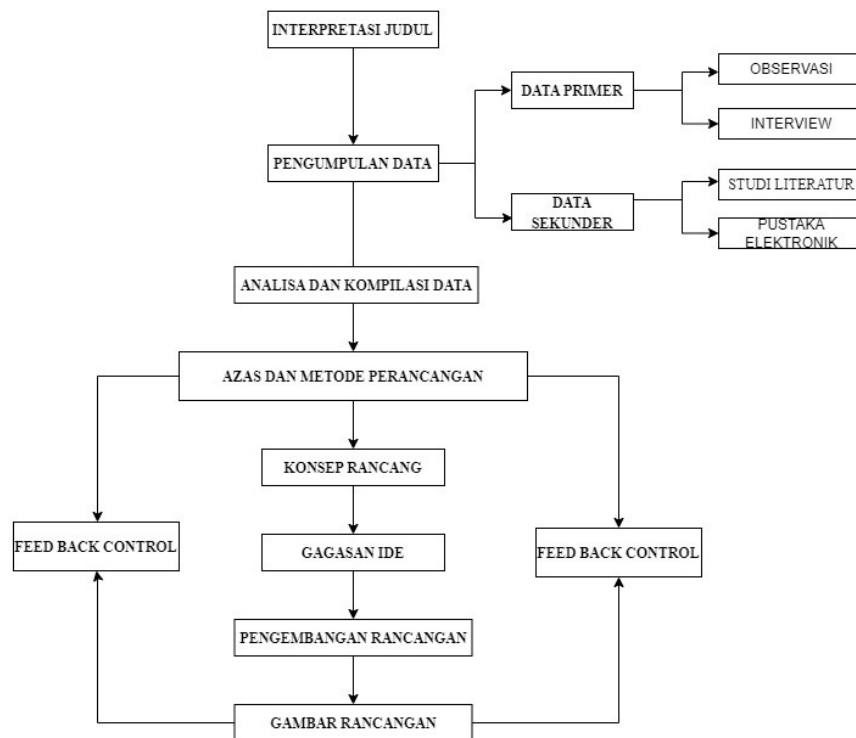 INTERPRETASI JUDUL
OBSERVASI
DATA PRIMER
INTERVIEW
PENGUMPULAN DATA
STUDI LITERATUR
DATA
SEKUNDER
PUSTAKA
ELEKTRONIK
ANALISA DAN KOMPILASI DATA
AZAS DAN METODE PERANCANGAN
KONSEP RANCANG
FEED BACK CONTROL
GAGASAN IDE
FEED BACK CONTROL
PENGEMBANGAN RANCANGAN
GAMBAR RANCANGAN